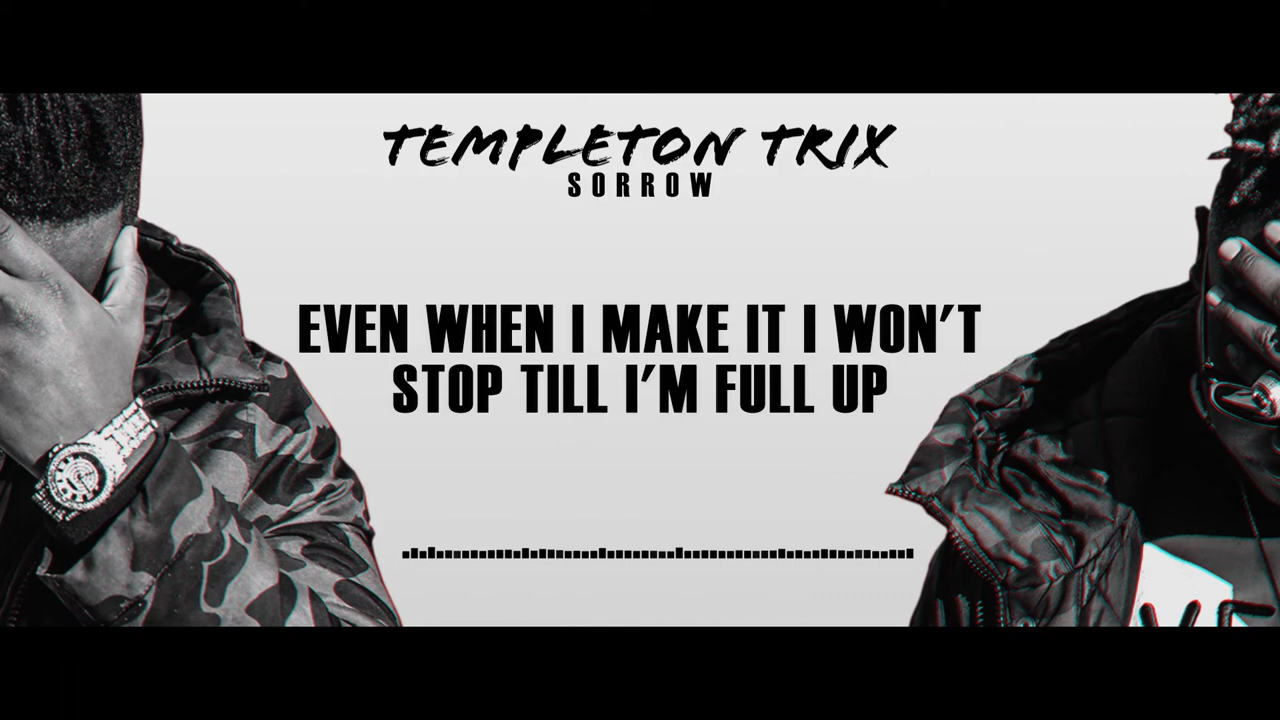 TEMPLETON TRIX
SORROW
EVEN WHEN I MAKE IT I WON'T
STOP TILL I'M FULL UP